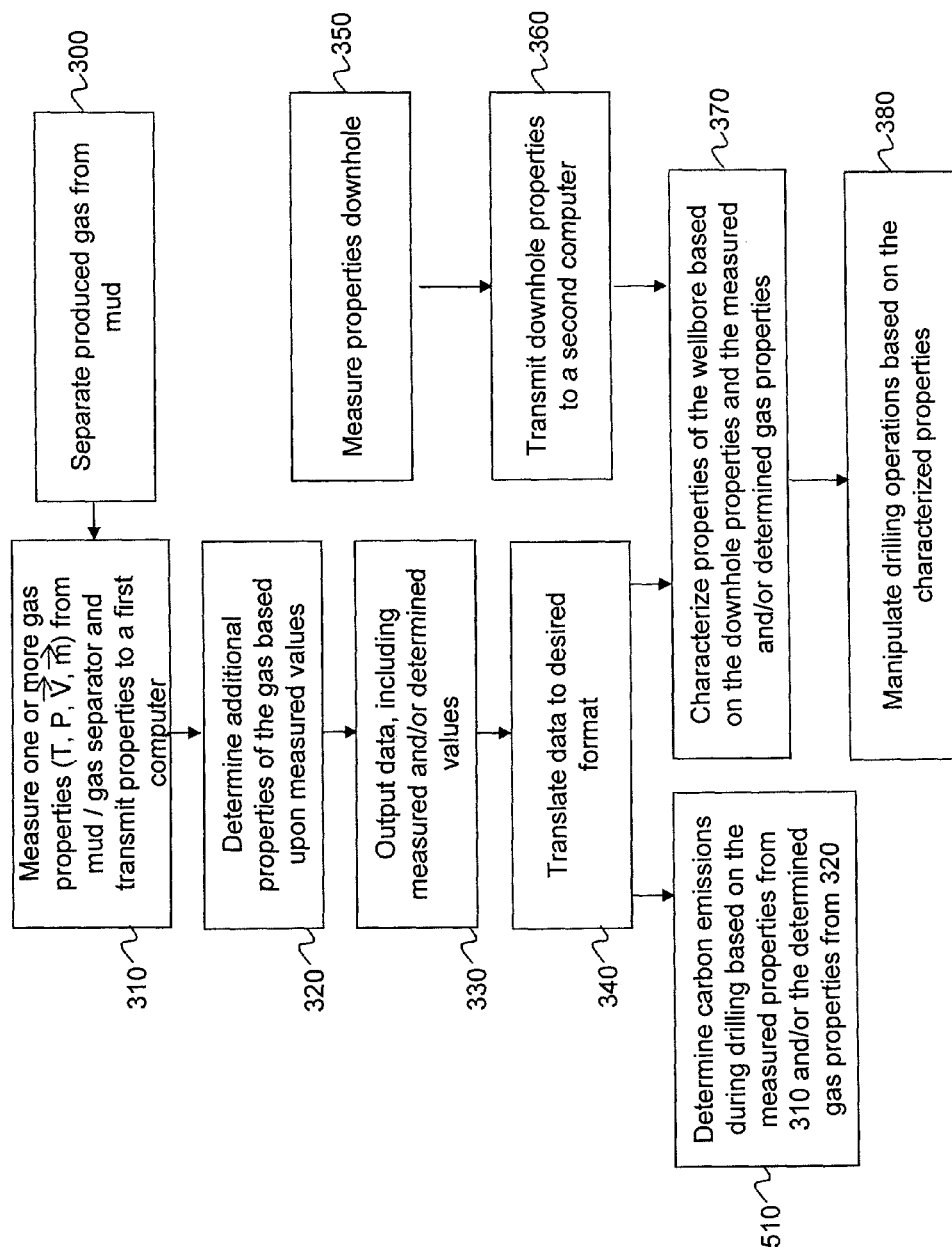 300
Separate produced gas from
mud
Measure one or more gas
properties (T, P, V, m) from
mud / gas separator and
transmit properties to a first
computer
310
Determine additional
properties of the gas based
upon measured values
320
Output data, including
measured and/or determined
values
330
Translate data to desired
format
340
350
Measure properties downhole
360
Transmit downhole properties
to a second computer
370
Characterize properties of the wellbore based
on the downhole properties and the measured
and/or determined gas properties
380
Manipulate drilling operations based on the
characterized properties
Determine carbon emissions
during drilling based on the
measured properties from
310 and/or the determined
gas properties from 320
510